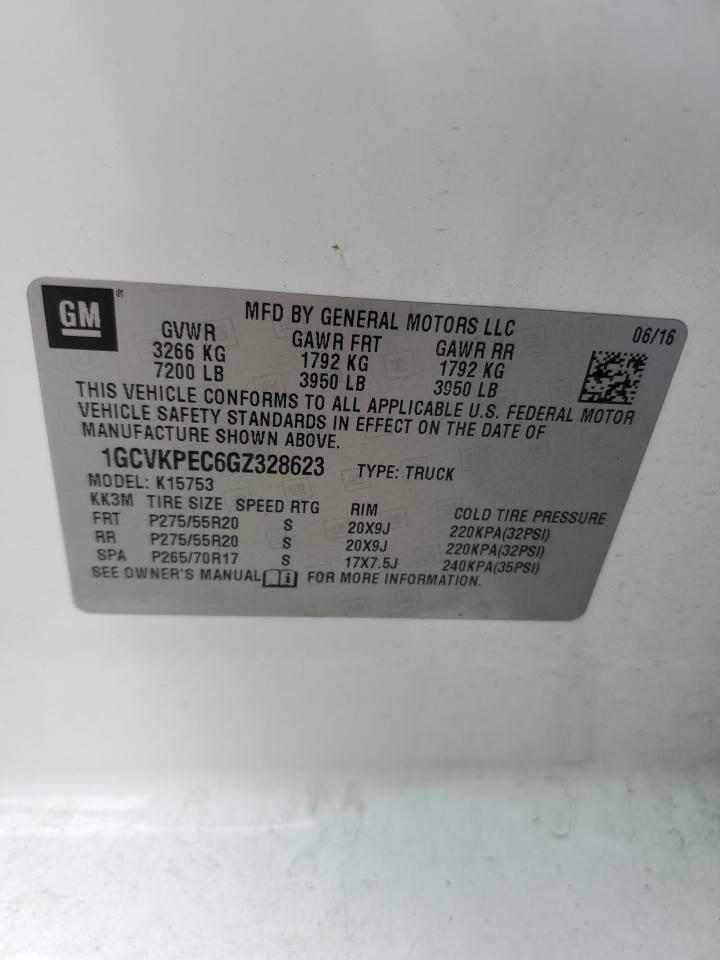 GM ®
MFD BY GENERAL MOTORS LLC 06/16
GVWR GAWR FRT GAWR RR
3266 KG 1792 KG 1792 KG
7200 LB 3950 LB 3950 LB
THIS VEHICLE CONFORMS TO ALL APPLICABLE U.S. FEDERAL MOTOR
VEHICLE SAFETY STANDARDS IN EFFECT ON THE DATE OF
MANUFACTURE SHOWN ABOVE.
1GCVKPEC6GZ328623 TYPE: TRUCK
MODEL: K15753
KK3M TIRE SIZE SPEED RTG RIM COLD TIRE PRESSURE
FRT P275/55R20 S 20X9J 220KPA(32PSI)
RR P275/55R20 S 20X9J 220KPA(32PSI)
SPA P265/70R17 S 17X7.5J 240KPA(35PSI)
SEE OWNER'S MANUAL FOR MORE INFORMATION.